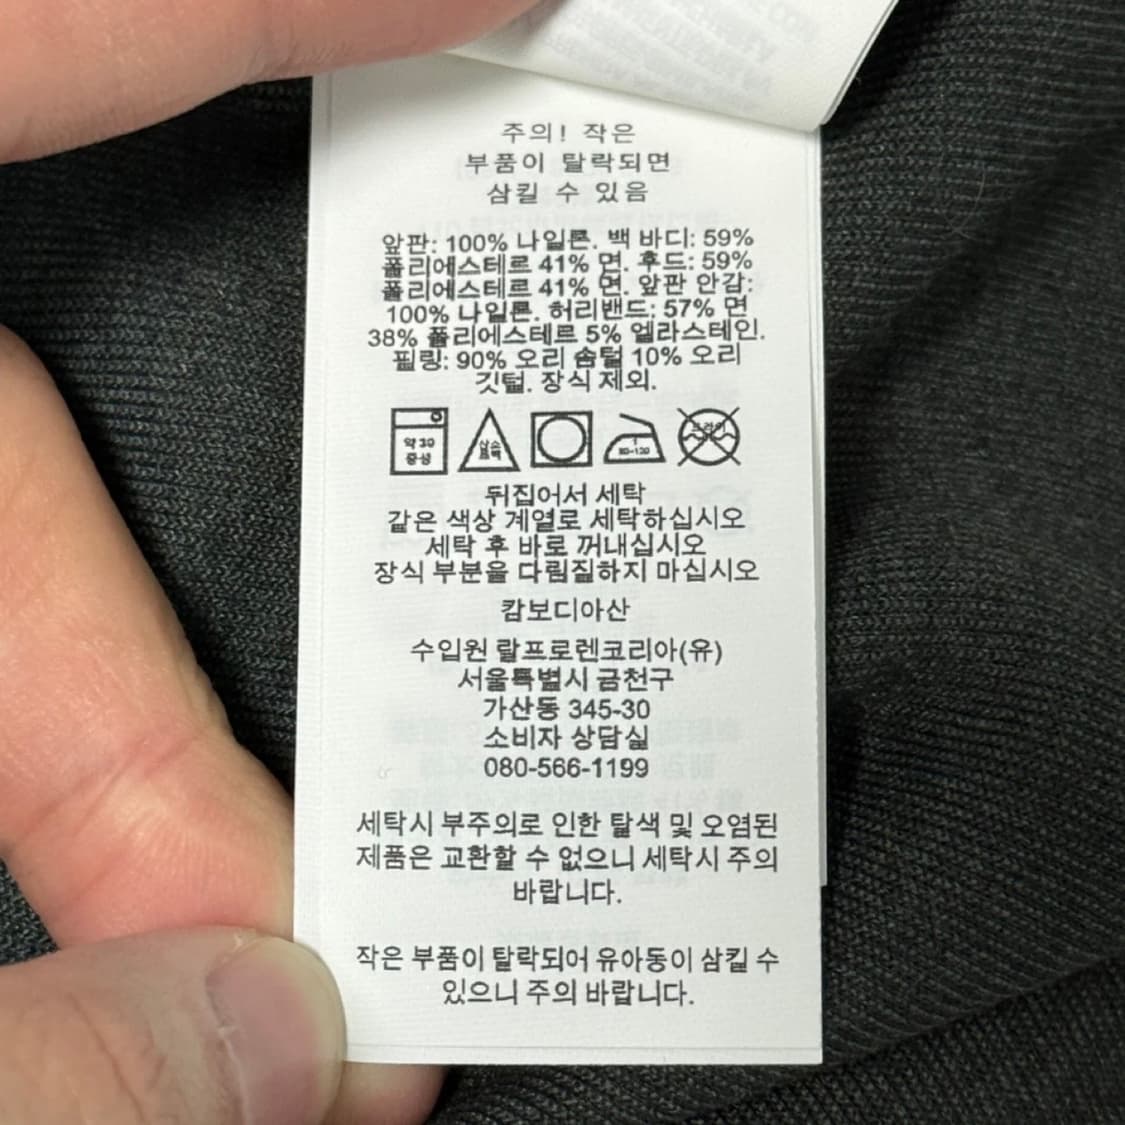 주의! 작은
부품이 탈락되면
삼킬 수 있음
앞판: 100% 나일론. 백 바디: 59%
폴리에스테르 41% 면. 후드: 59%
폴리에스테르 41% 면. 앞판 안감:
100% 나일론. 허리밴드: 57% 면
38% 폴리에스테르 5% 엘라스테인.
필링: 90% 오리 솜털 10% 오리
깃털. 장식 제외.
약 30
중성
산소
표백
1
80-120
드라이
뒤집어서 세탁
같은 색상 계열로 세탁하십시오
세탁 후 바로 꺼내십시오
장식 부분을 다림질하지 마십시오
캄보디아산
수입원 랄프로렌코리아(유)
서울특별시 금천구
가산동 345-30
소비자 상담실
080-566-1199
세탁시 부주의로 인한 탈색 및 오염된
제품은 교환할 수 없으니 세탁시 주의
바랍니다.
작은 부품이 탈락되어 유아동이 삼킬 수
있으니 주의 바랍니다.